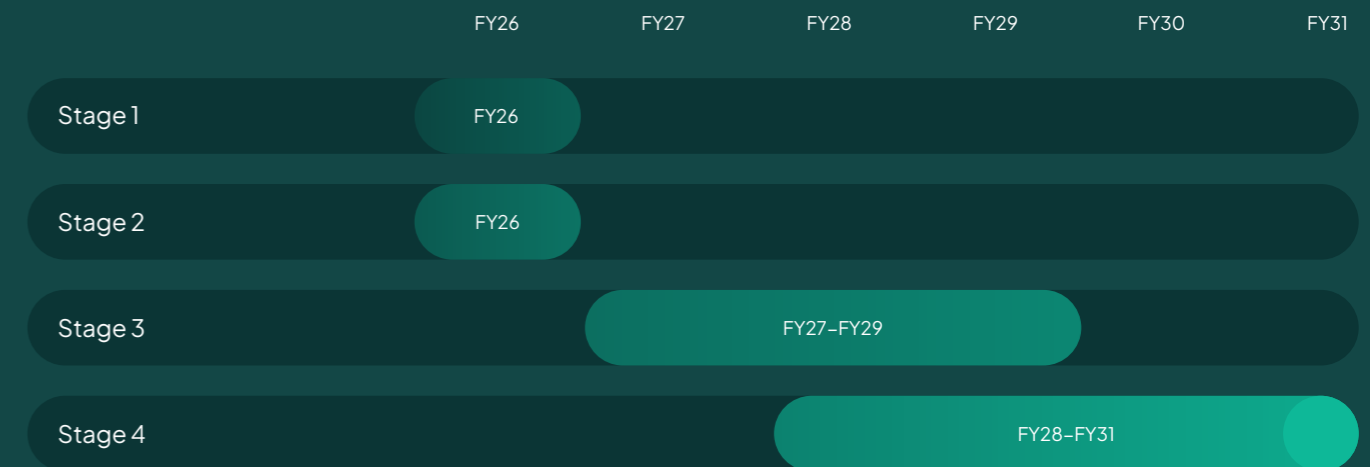 FY26 FY27 FY28 FY29 FY30 FY31
Stage 1 FY26
Stage 2 FY26
Stage 3 FY27–FY29
Stage 4 FY28–FY31